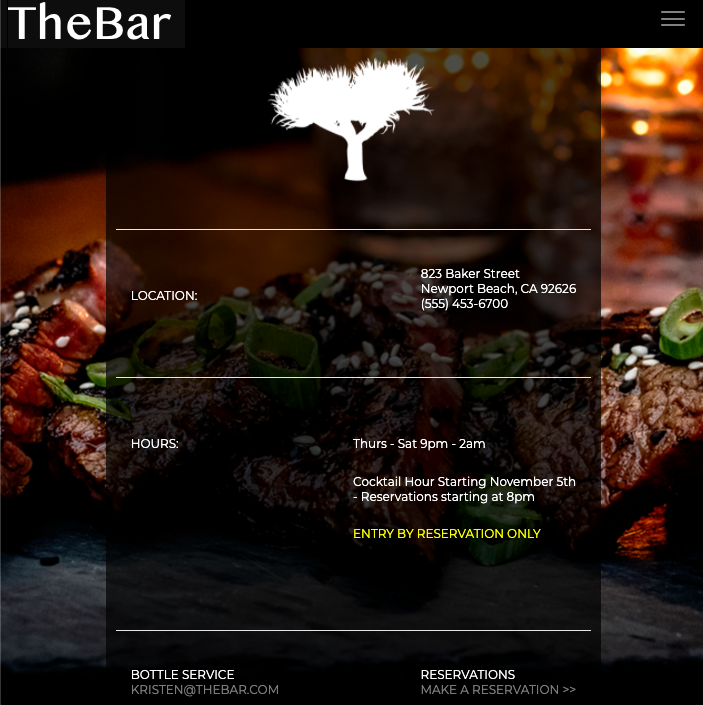 TheBar
LOCATION:
823 Baker Street
Newport Beach, CA 92626
(555) 453-6700
HOURS:
Thurs - Sat 9pm - 2am
Cocktail Hour Starting November 5th
- Reservations starting at 8pm
ENTRY BY RESERVATION ONLY
BOTTLE SERVICE
KRISTEN@THEBAR.COM
RESERVATIONS
MAKE A RESERVATION >>